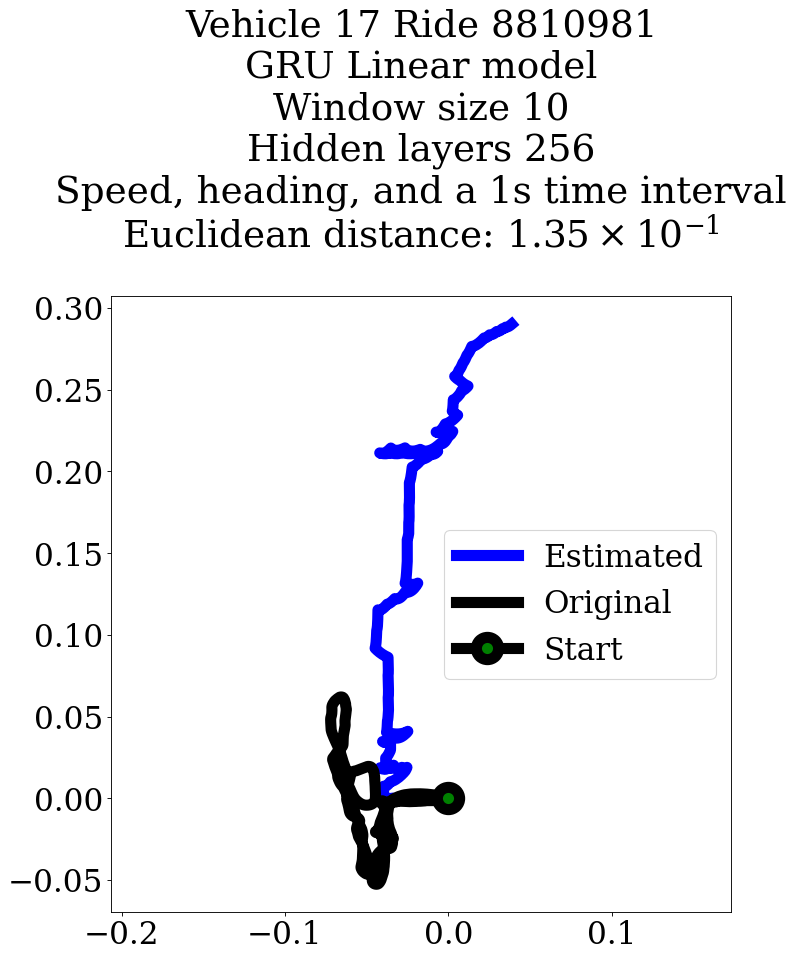 Vehicle 17 Ride 8810981
GRU Linear model
Window size 10
Hidden layers 256
Speed, heading, and a 1s time interval
Euclidean distance: 1.35 × 10⁻¹
0.30
0.25
0.20
0.15
0.10
0.05
0.00
−0.05
Estimated
Original
Start
−0.2
−0.1
0.0
0.1